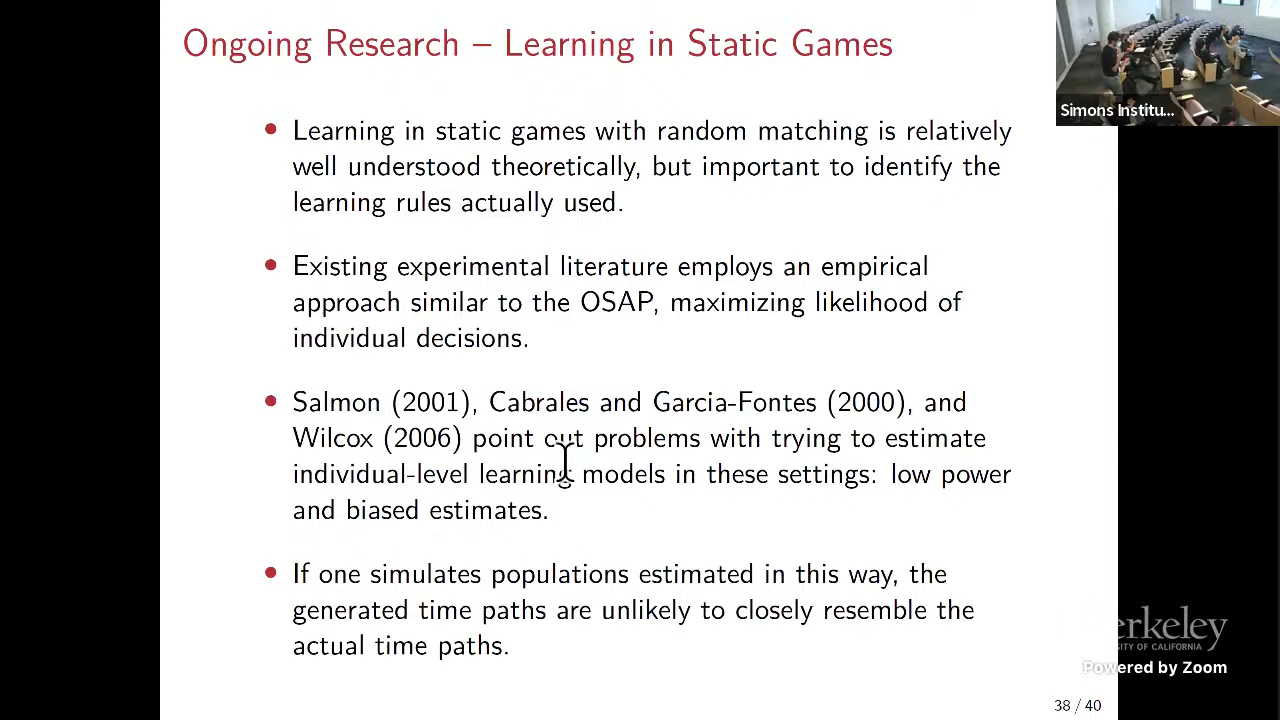 Ongoing Research – Learning in Static Games
Simons Institu...
• Learning in static games with random matching is relatively
well understood theoretically, but important to identify the
learning rules actually used.
• Existing experimental literature employs an empirical
approach similar to the OSAP, maximizing likelihood of
individual decisions.
• Salmon (2001), Cabrales and Garcia-Fontes (2000), and
Wilcox (2006) point out problems with trying to estimate
individual-level learning models in these settings: low power
and biased estimates.
• If one simulates populations estimated in this way, the
generated time paths are unlikely to closely resemble the
actual time paths.
erkeley
SITY OF CALIFORNIA
Powered by Zoom
38 / 40